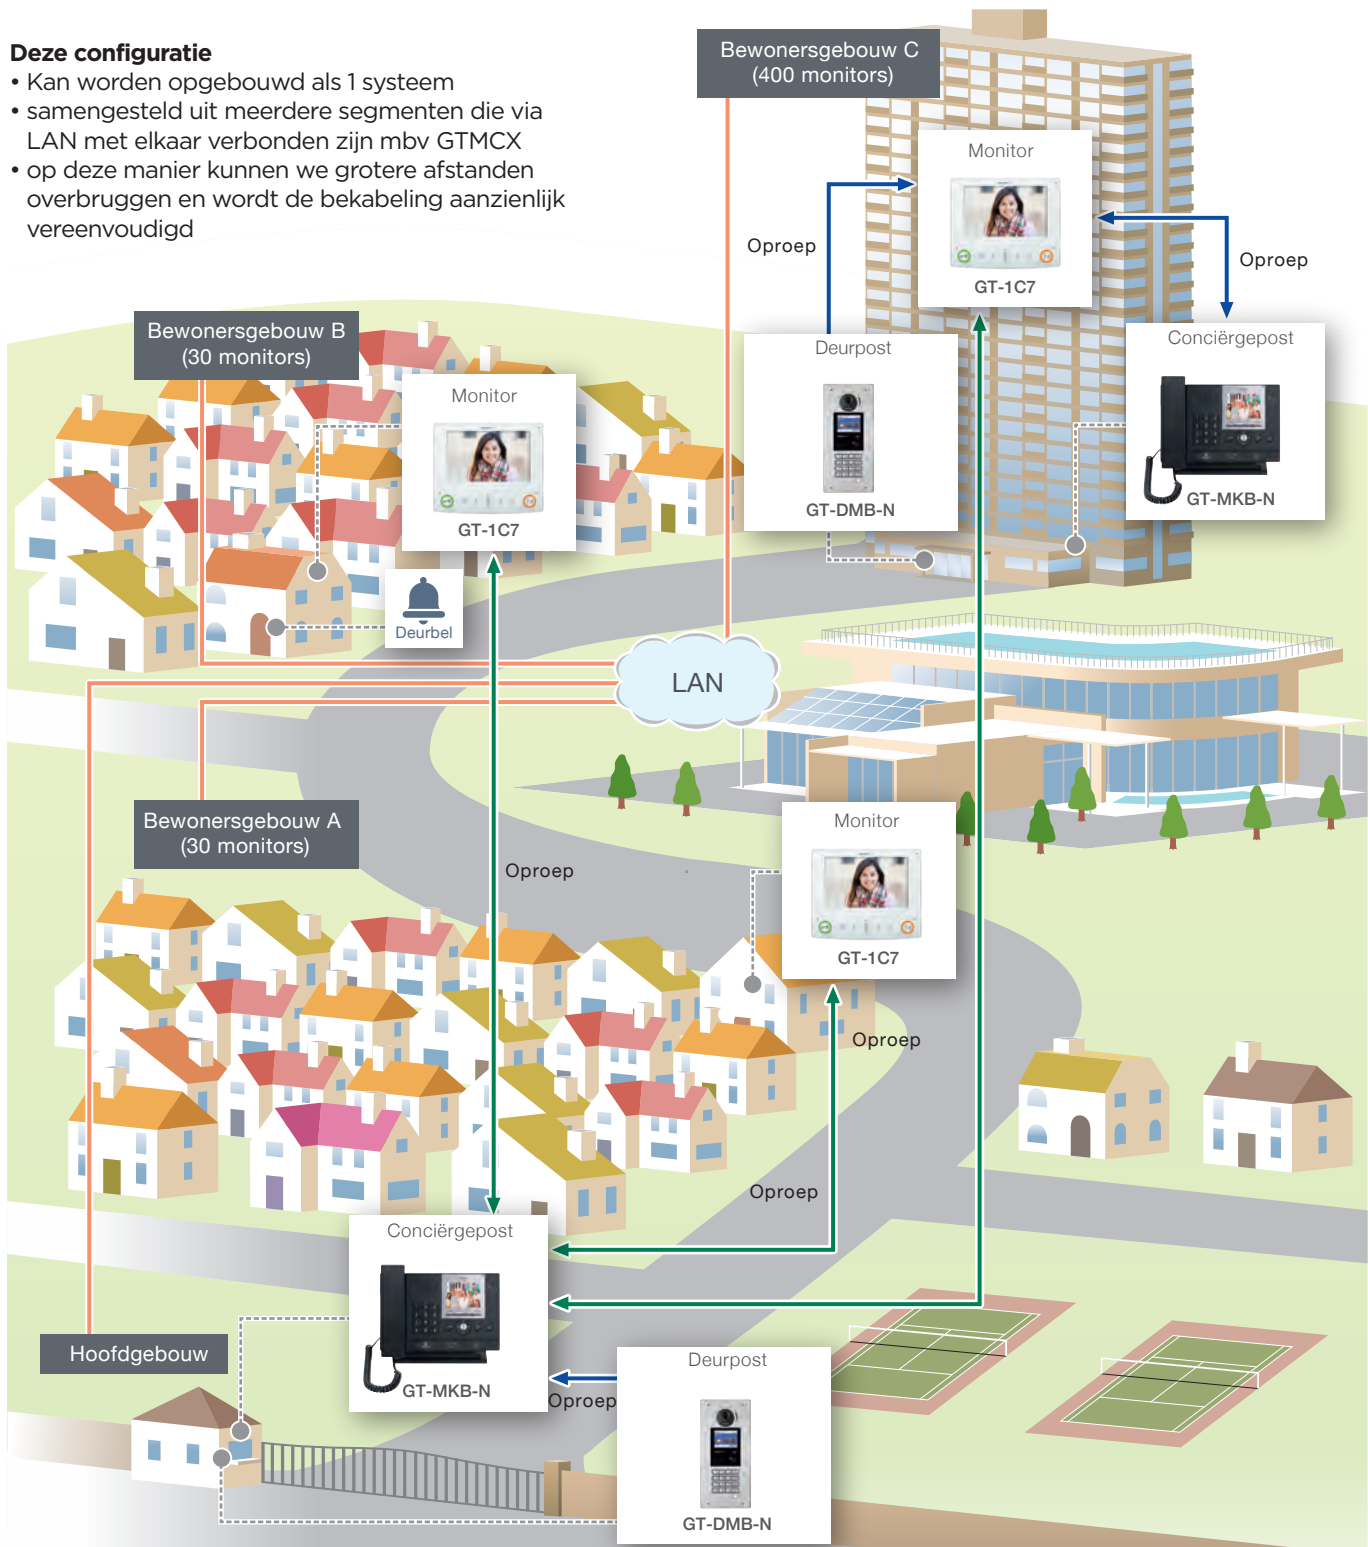 Deze configuratie
• Kan worden opgebouwd als 1 systeem
• samengesteld uit meerdere segmenten die via
LAN met elkaar verbonden zijn mbv GTMCX
• op deze manier kunnen we grotere afstanden
overbruggen en wordt de bekabeling aanzienlijk
vereenvoudigd
Bewonersgebouw C
(400 monitors)
Monitor
GT-1C7
Oproep
Oproep
Deurpost
GT-DMB-N
Conciërgepost
GT-MKB-N
Bewonersgebouw B
(30 monitors)
Monitor
GT-1C7
Deurbel
LAN
Bewonersgebouw A
(30 monitors)
Oproep
Monitor
GT-1C7
Oproep
Oproep
Conciërgepost
GT-MKB-N
Hoofdgebouw
Oproep
Deurpost
GT-DMB-N